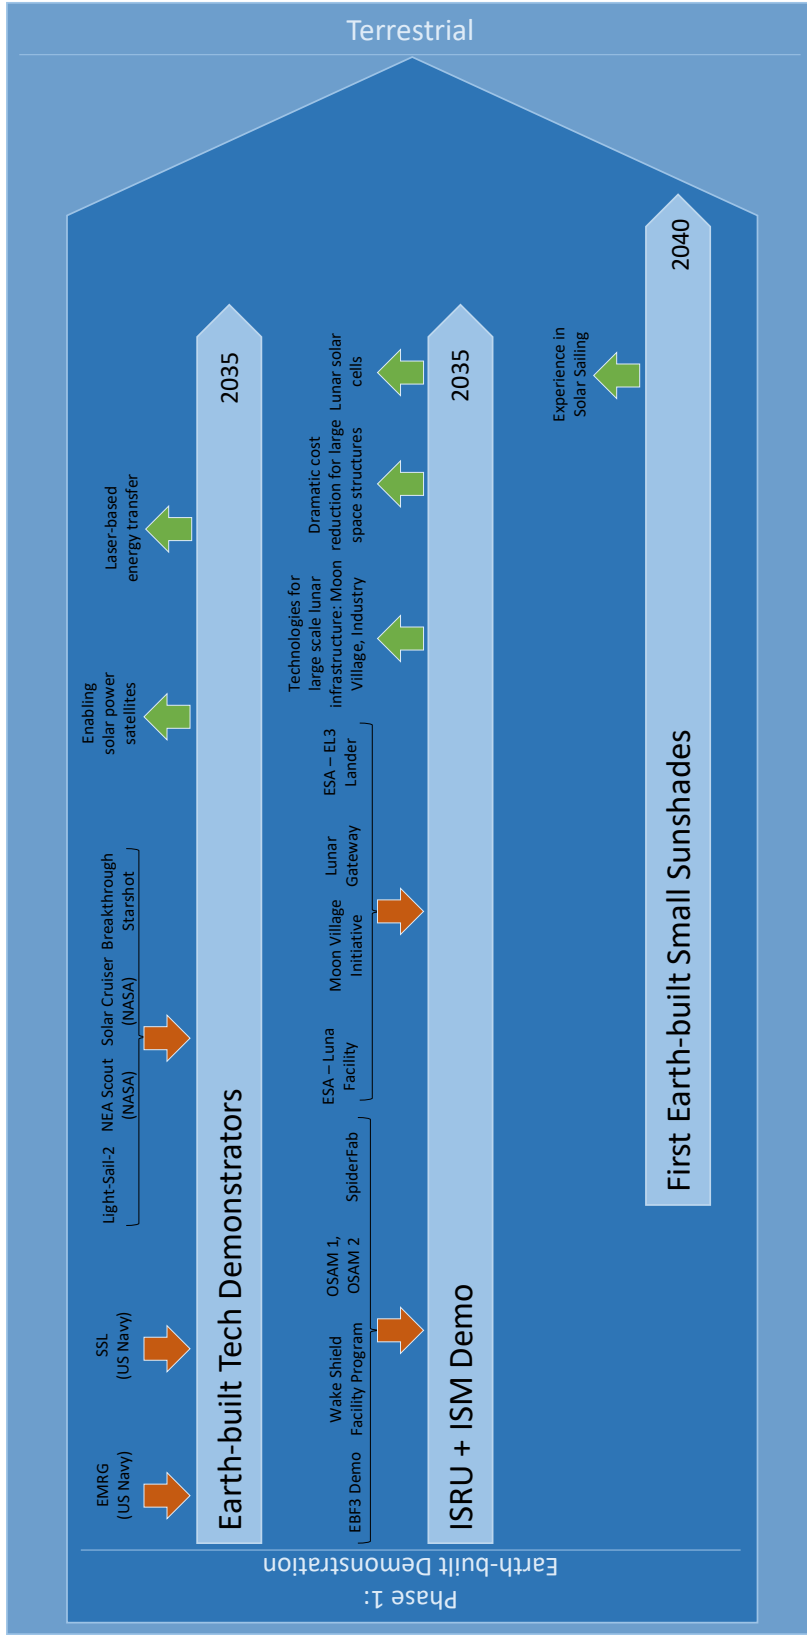 Terrestrial
Phase 1:
Earth-built Demonstration
EMRG
(US Navy)
SSL
(US Navy)
Light-Sail-2
NEA Scout
(NASA)
Solar Cruiser
(NASA)
Breakthrough
Starshot
Enabling
solar power
satellites
Laser-based
energy transfer
Earth-built Tech Demonstrators
2035
EBF3 Demo
Wake Shield
Facility Program
OSAM 1,
OSAM 2
SpiderFab
ESA – Luna
Facility
Moon Village
Initiative
Lunar
Gateway
ESA – EL3
Lander
Technologies for
large scale lunar
infrastructure: Moon
Village, Industry
Dramatic cost
reduction for large
space structures
Lunar solar
cells
ISRU + ISM Demo
2035
Experience in
Solar Sailing
First Earth-built Small Sunshades
2040